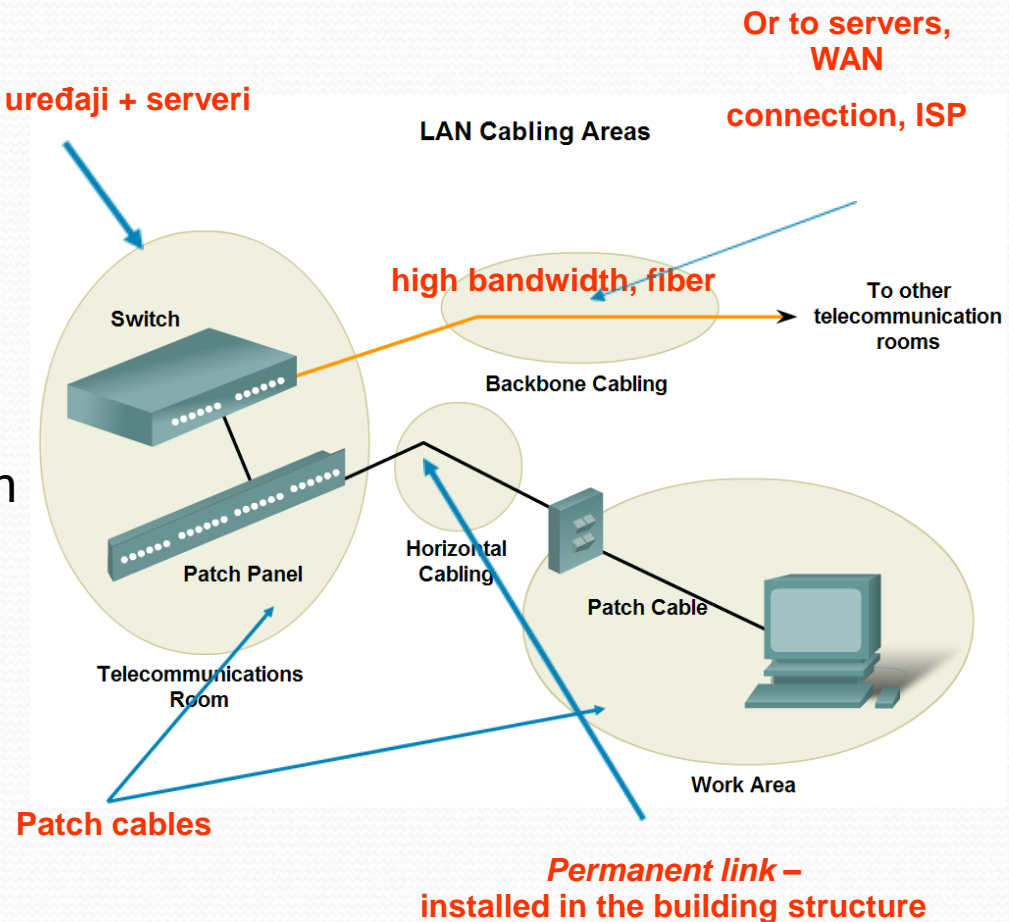 Or to servers,
WAN
connection, ISP
uređaji + serveri
LAN Cabling Areas
high bandwidth, fiber
To other
telecommunication
rooms
Switch
Backbone Cabling
n
Horizontal
Cabling
Patch Panel
Patch Cable
Telecommunications
Room
Work Area
Patch cables
Permanent link –
installed in the building structure